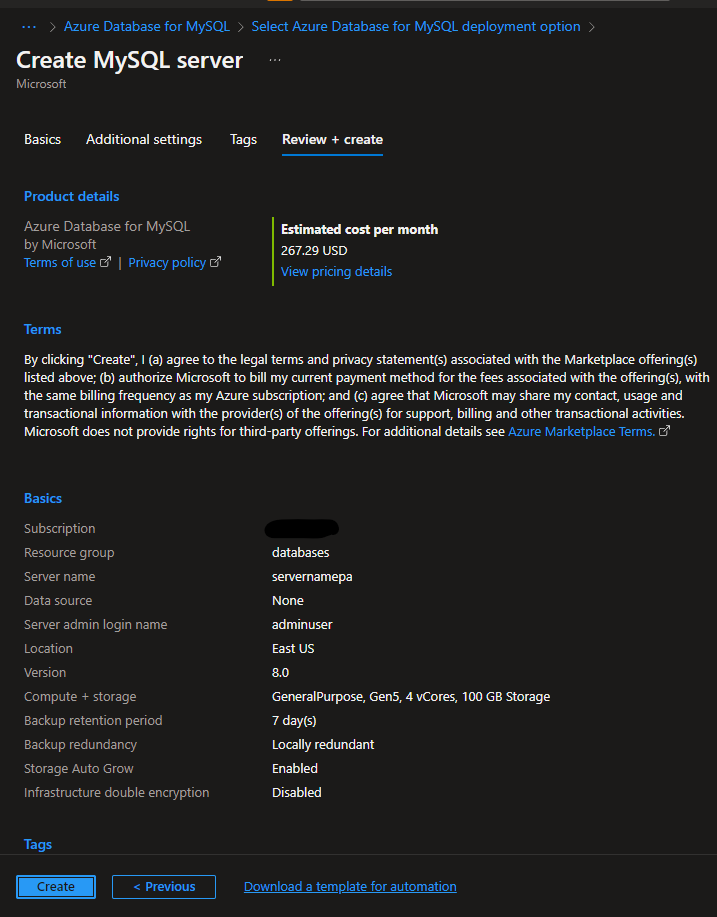 ··· > Azure Database for MySQL > Select Azure Database for MySQL deployment option >
Create MySQL server ···
Microsoft
Basics Additional settings Tags Review + create
Product details
Azure Database for MySQL
by Microsoft
Terms of use | Privacy policy
Estimated cost per month
267.29 USD
View pricing details
Terms
By clicking "Create", I (a) agree to the legal terms and privacy statement(s) associated with the Marketplace offering(s)
listed above; (b) authorize Microsoft to bill my current payment method for the fees associated with the offering(s), with
the same billing frequency as my Azure subscription; and (c) agree that Microsoft may share my contact, usage and
transactional information with the provider(s) of the offering(s) for support, billing and other transactional activities.
Microsoft does not provide rights for third-party offerings. For additional details see Azure Marketplace Terms.
Basics
Subscription
Resource group databases
Server name servernamepa
Data source None
Server admin login name adminuser
Location East US
Version 8.0
Compute + storage GeneralPurpose, Gen5, 4 vCores, 100 GB Storage
Backup retention period 7 day(s)
Backup redundancy Locally redundant
Storage Auto Grow Enabled
Infrastructure double encryption Disabled
Tags
Create < Previous Download a template for automation